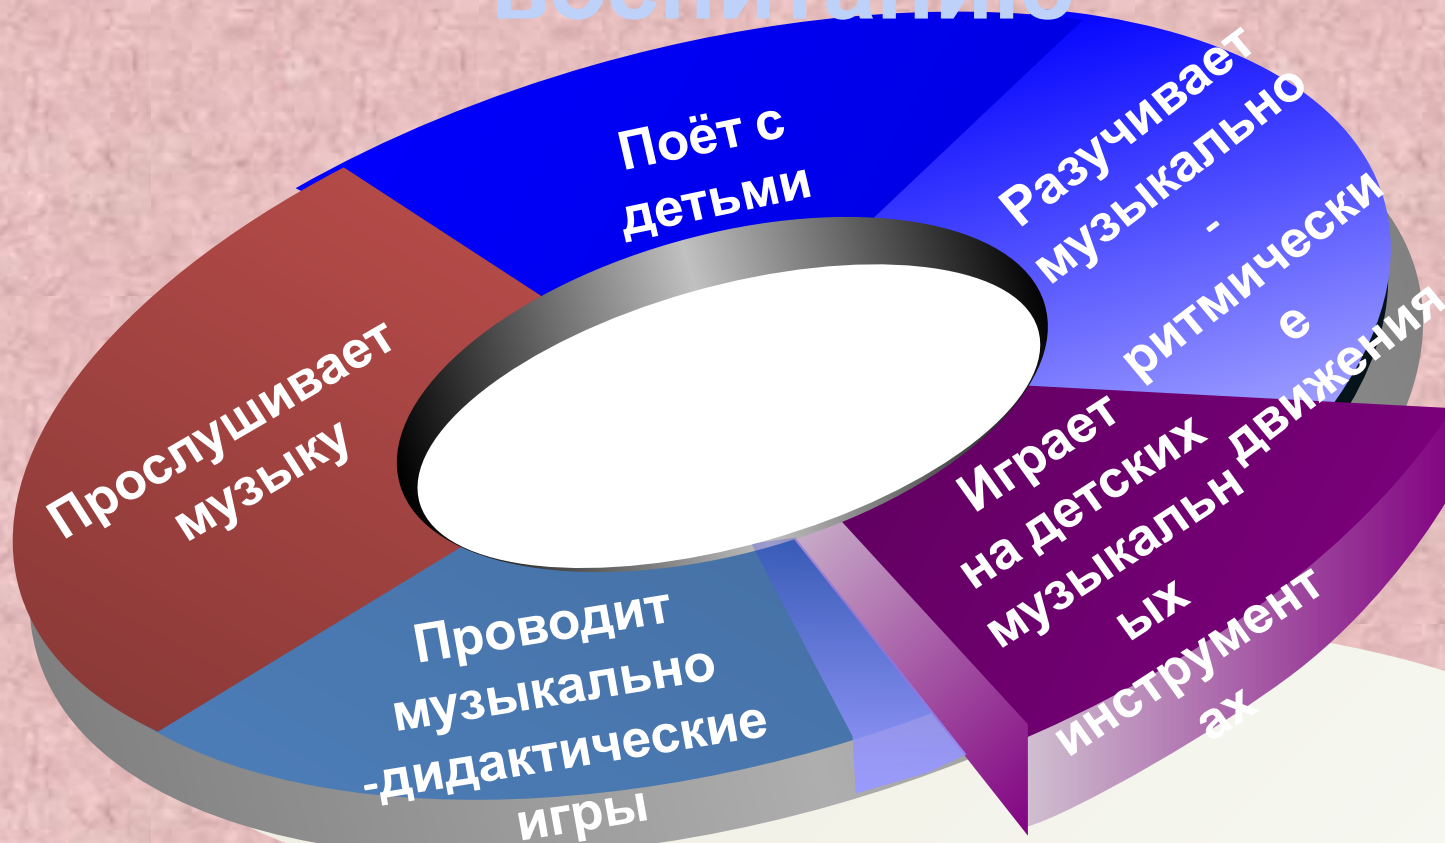 воспитанию
Поёт с
детьми
Разучивает
музыкально
-
ритмически
е
движения
Играет
на детских
музыкальн
ых
инструмент
ах
Проводит
музыкально
-дидактические
игры
Прослушивает
музыку